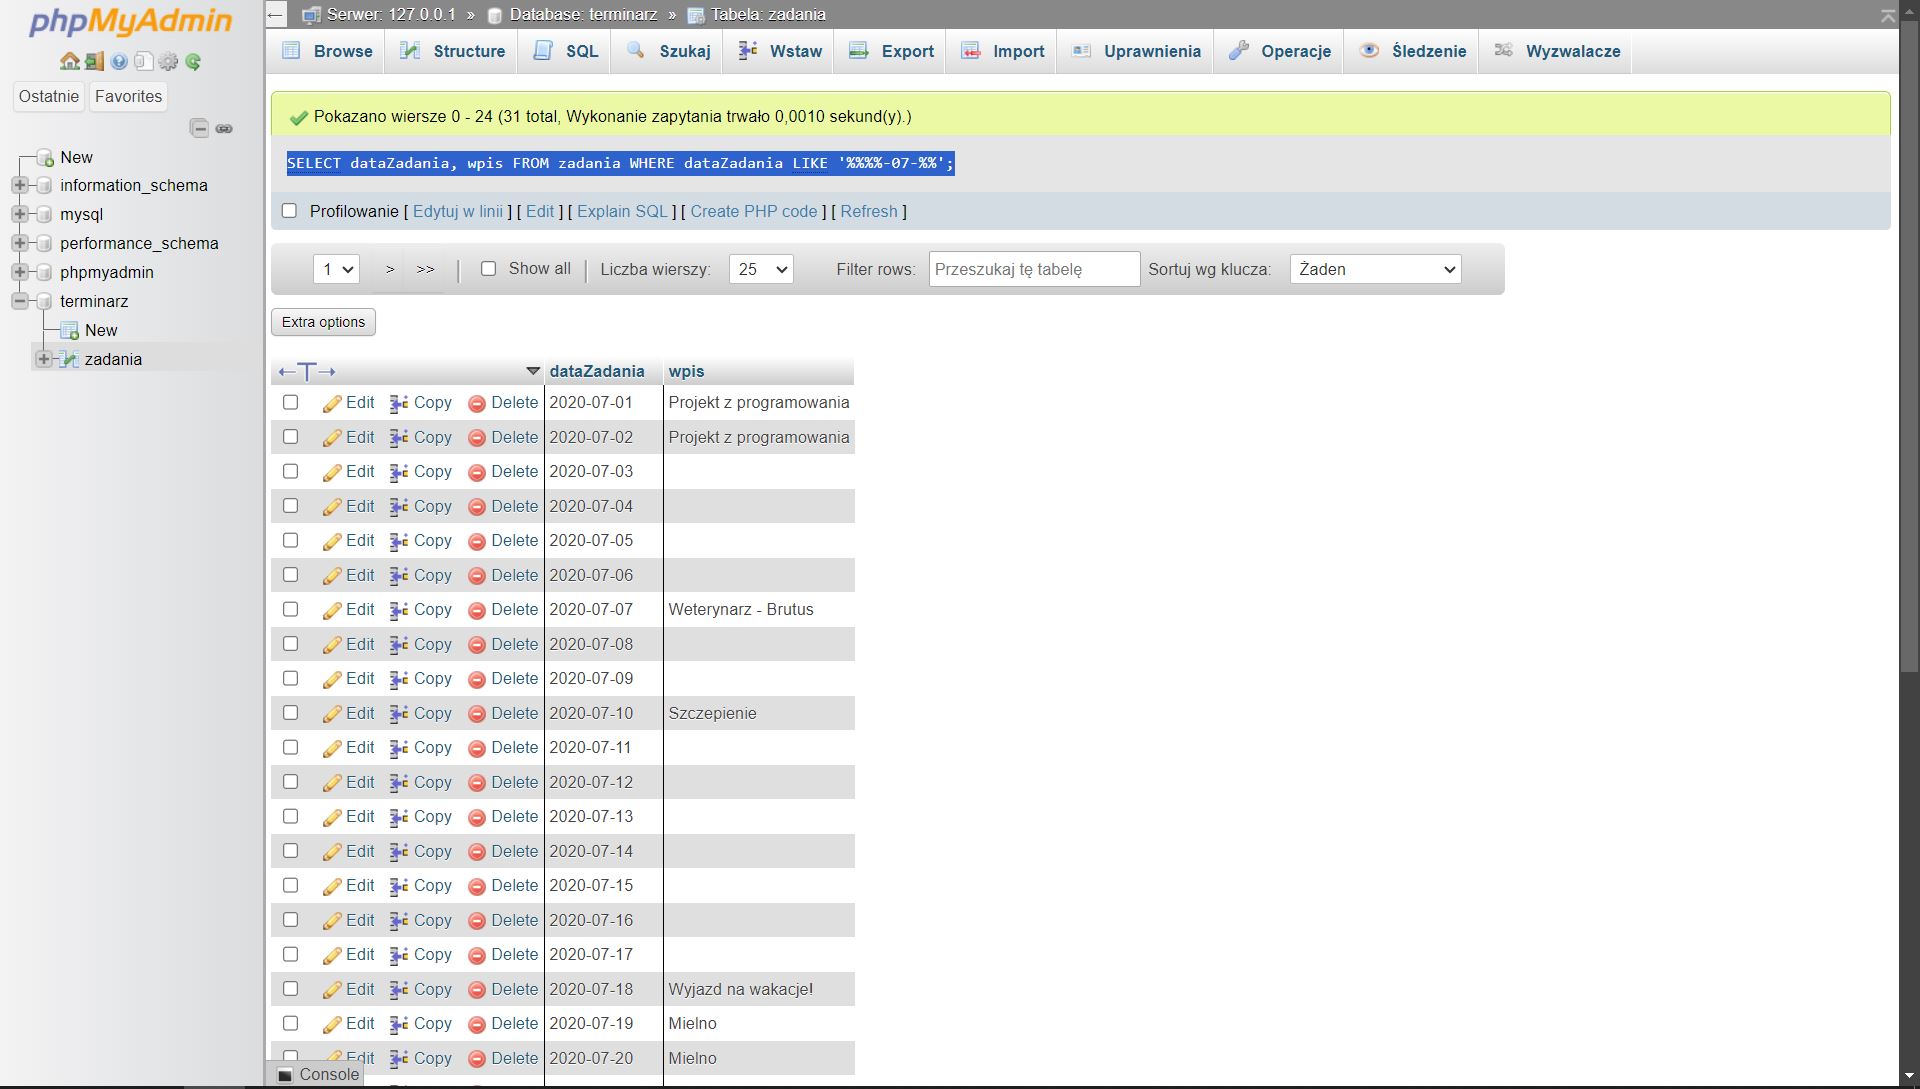 phpMyAdmin
Ostatnie Favorites
New
information_schema
mysql
performance_schema
phpmyadmin
terminarz
New
zadania
Serwer: 127.0.0.1 » Database: terminarz » Tabela: zadania
Browse Structure SQL Szukaj Wstaw Export Import Uprawnienia Operacje Śledzenie Wyzwalacze
Pokazano wiersze 0 - 24 (31 total, Wykonanie zapytania trwało 0,0010 sekund(y).)
SELECT dataZadania, wpis FROM zadania WHERE dataZadania LIKE '%%%%-07-%%';
Profilowanie [ Edytuj w linii ] [ Edit ] [ Explain SQL ] [ Create PHP code ] [ Refresh ]
1 > >> | Show all | Liczba wierszy: 25 Filter rows: Przeszukaj tę tabelę Sortuj wg klucza: Żaden
Extra options
←T→ dataZadania wpis
Edit Copy Delete 2020-07-01 Projekt z programowania
Edit Copy Delete 2020-07-02 Projekt z programowania
Edit Copy Delete 2020-07-03
Edit Copy Delete 2020-07-04
Edit Copy Delete 2020-07-05
Edit Copy Delete 2020-07-06
Edit Copy Delete 2020-07-07 Weterynarz - Brutus
Edit Copy Delete 2020-07-08
Edit Copy Delete 2020-07-09
Edit Copy Delete 2020-07-10 Szczepienie
Edit Copy Delete 2020-07-11
Edit Copy Delete 2020-07-12
Edit Copy Delete 2020-07-13
Edit Copy Delete 2020-07-14
Edit Copy Delete 2020-07-15
Edit Copy Delete 2020-07-16
Edit Copy Delete 2020-07-17
Edit Copy Delete 2020-07-18 Wyjazd na wakacje!
Edit Copy Delete 2020-07-19 Mielno
Edit Copy Delete 2020-07-20 Mielno
Console